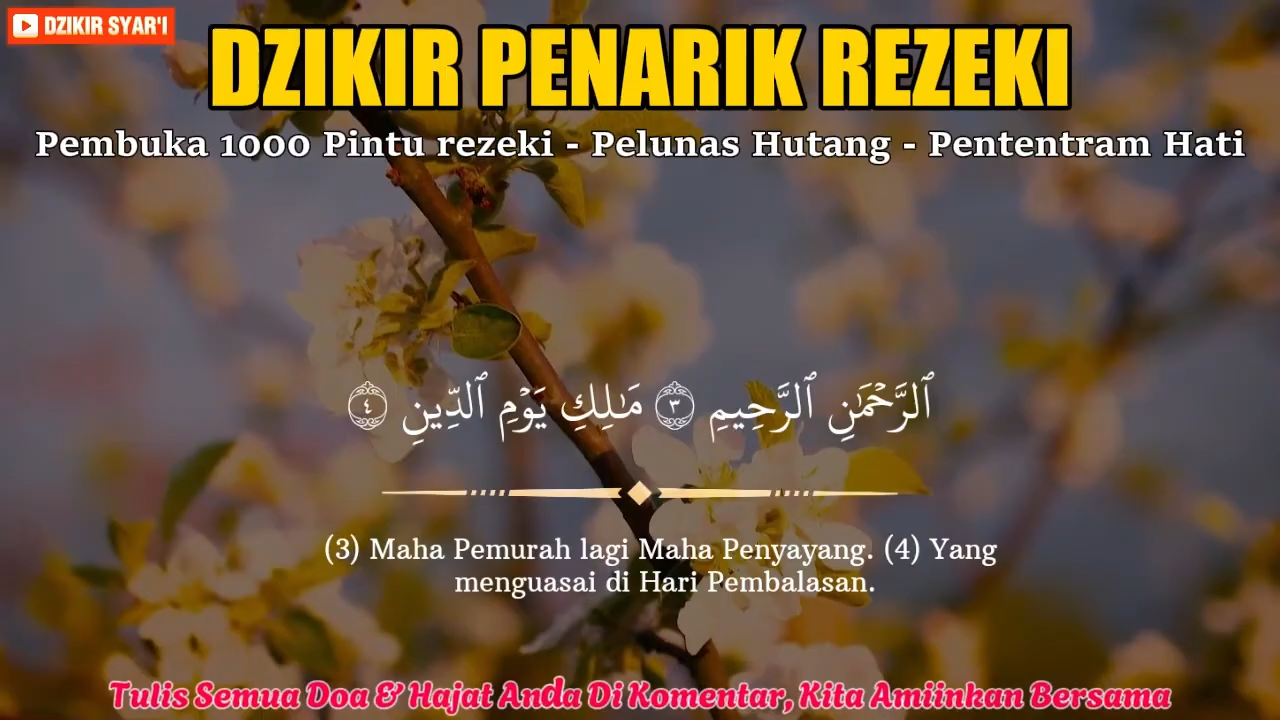 DZIKIR SYAR'I
DZIKIR PENARIK REZEKI
Pembuka 1000 Pintu rezeki - Pelunas Hutang - Pententram Hati
ٱلرَّحْمَٰنِ ٱلرَّحِيمِ ٣ مَٰلِكِ يَوْمِ ٱلدِّينِ ٤
(3) Maha Pemurah lagi Maha Penyayang. (4) Yang
menguasai di Hari Pembalasan.
Tulis Semua Doa & Hajat Anda Di Komentar, Kita Amiinkan Bersama